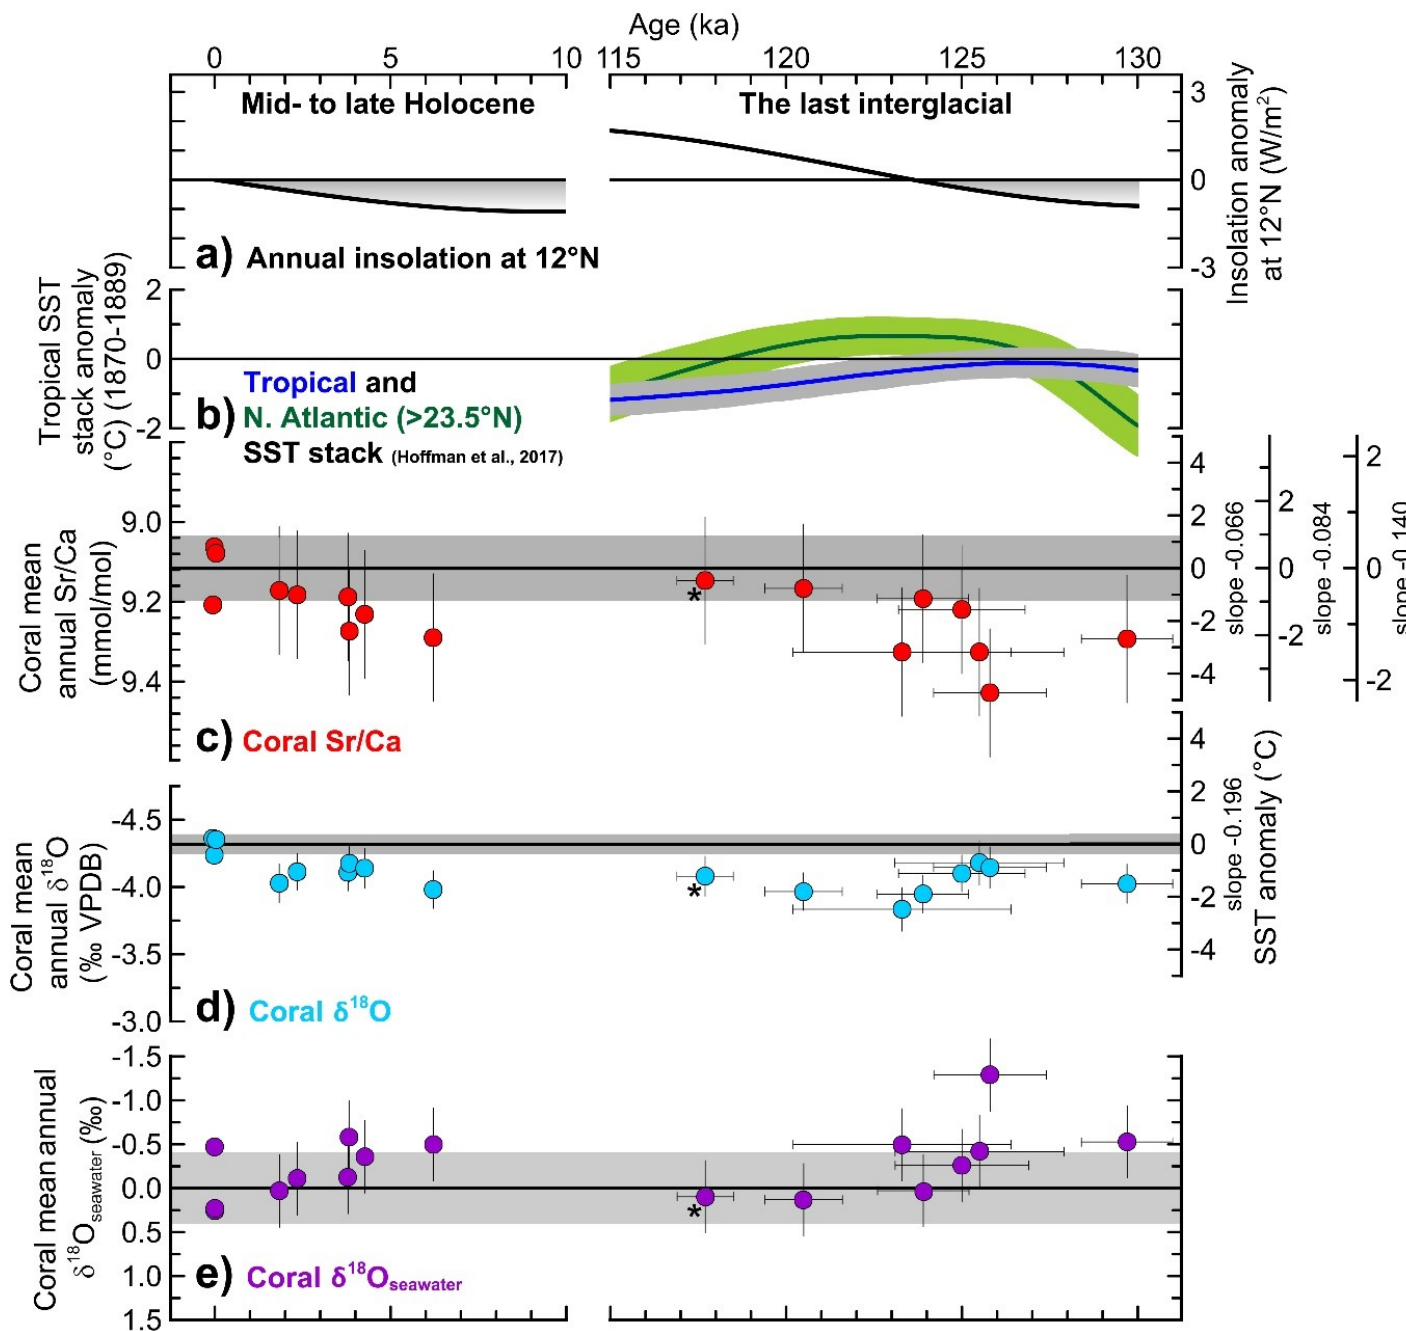 Age (ka)
0 5 10 115 120 125 130
Mid- to late Holocene
The last interglacial
3
0
-3
Insolation anomaly
at 12°N (W/m²)
a) Annual insolation at 12°N
Tropical SST
stack anomaly
(°C) (1870-1889)
2
0
-2
b) Tropical and
N. Atlantic (>23.5°N)
SST stack (Hoffman et al., 2017)
Coral mean
annual Sr/Ca
(mmol/mol)
9.0
9.2
9.4
*
4
2
0
-2
-4
slope -0.066
2
0
-2
slope -0.084
2
0
-2
slope -0.140
c) Coral Sr/Ca
Coral mean
annual δ¹⁸O
(‰ VPDB)
-4.5
-4.0
-3.5
-3.0
*
4
2
0
-2
-4
slope -0.196
SST anomaly (°C)
d) Coral δ¹⁸O
Coral mean annual
δ¹⁸Oseawater (‰)
-1.5
-1.0
-0.5
0.0
0.5
1.0
1.5
*
e) Coral δ¹⁸Oseawater